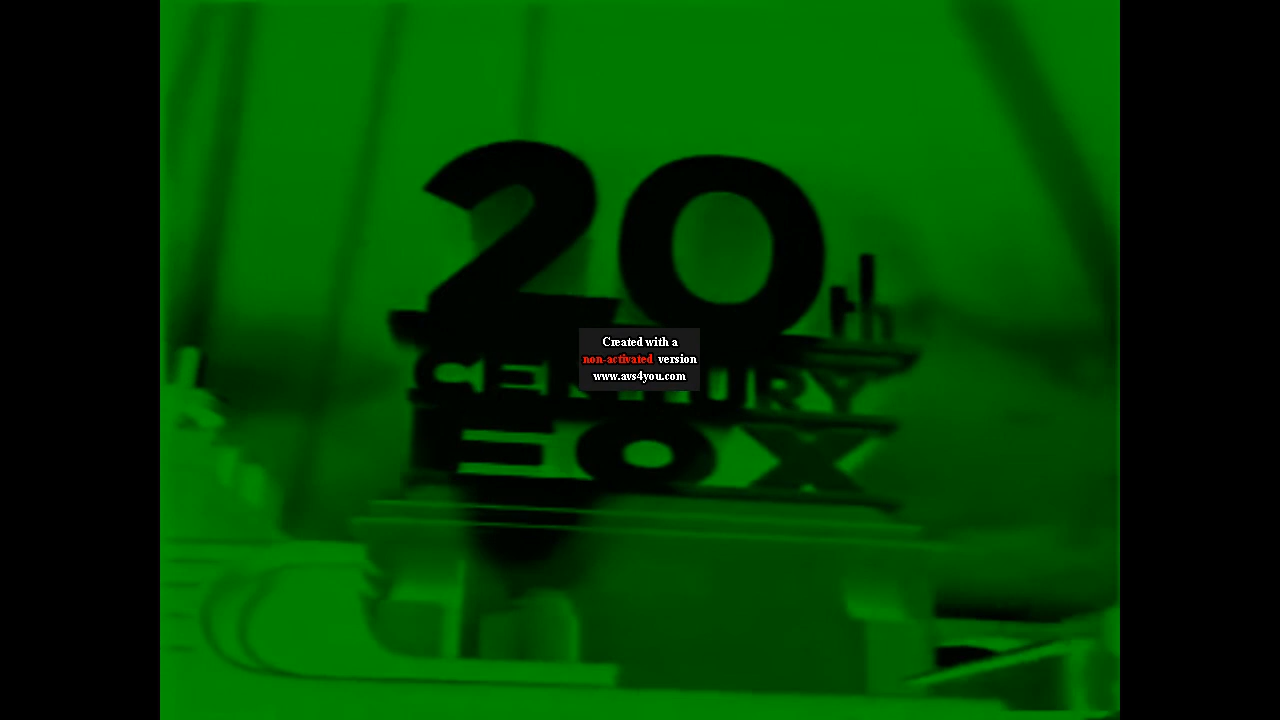 20th
CENTURY
FOX
Created with a
non-activated version
www.avs4you.com